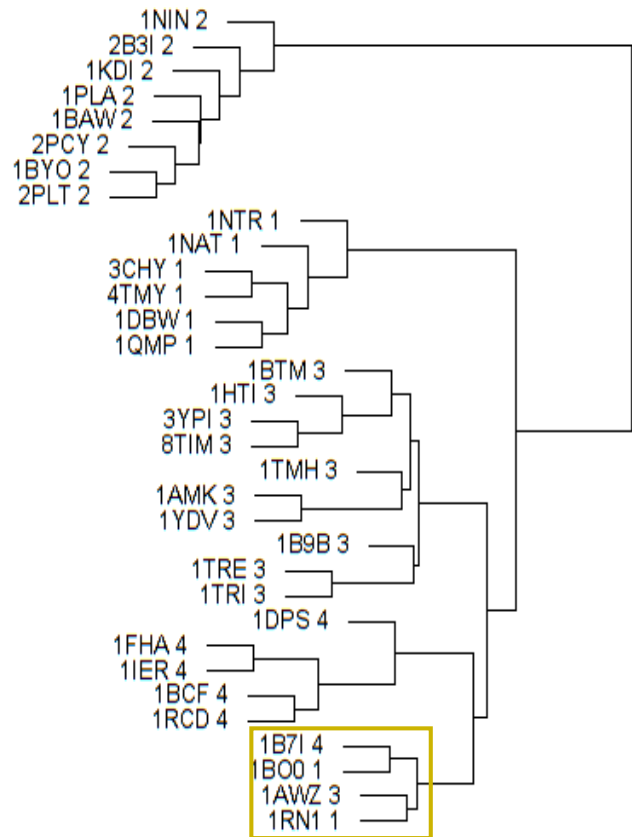 1NIN 2
2B3I 2
1KDI 2
1PLA 2
1BAW 2
2PCY 2
1BYO 2
2PLT 2
1NTR 1
1NAT 1
3CHY 1
4TMY 1
1DBW 1
1QMP 1
1BTM 3
1HTI 3
3YPI 3
8TIM 3
1TMH 3
1AMK 3
1YDV 3
1B9B 3
1TRE 3
1TRI 3
1DPS 4
1FHA 4
1IER 4
1BCF 4
1RCD 4
1B7I 4
1BO0 1
1AWZ 3
1RN1 1